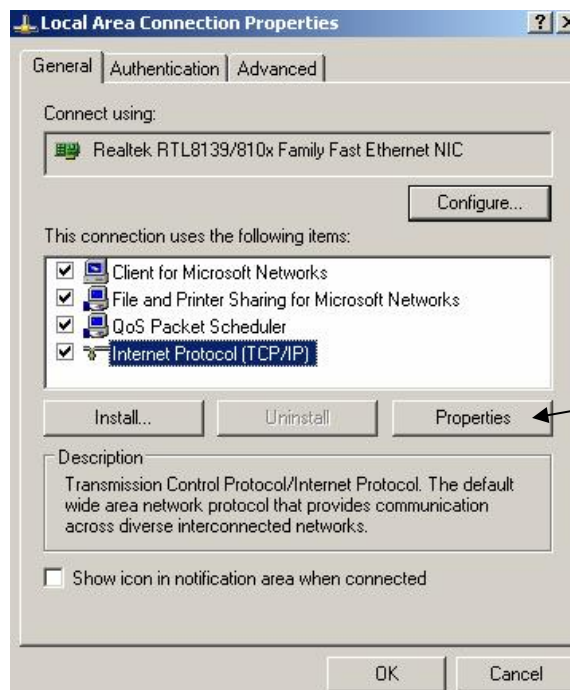 Local Area Connection Properties
General Authentication Advanced
Connect using:
Realtek RTL8139/810x Family Fast Ethernet NIC
Configure...
This connection uses the following items:
Client for Microsoft Networks
File and Printer Sharing for Microsoft Networks
QoS Packet Scheduler
Internet Protocol (TCP/IP)
Install... Uninstall Properties
Description
Transmission Control Protocol/Internet Protocol. The default
wide area network protocol that provides communication
across diverse interconnected networks.
Show icon in notification area when connected
OK Cancel